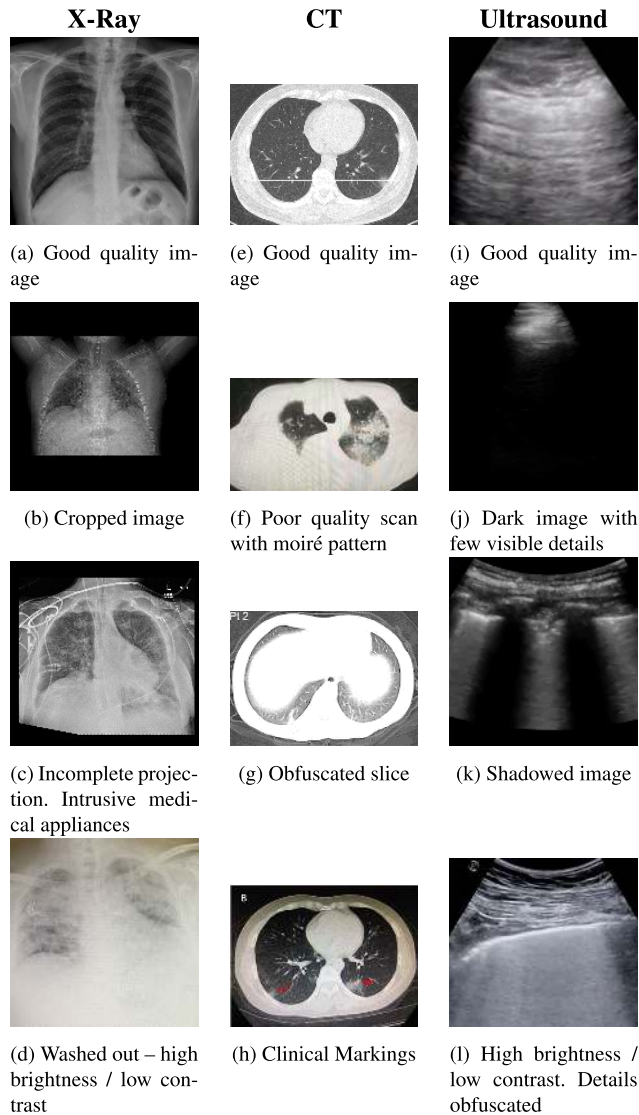 X-Ray
CT
Ultrasound
(a) Good quality im-
age
(e) Good quality im-
age
(i) Good quality im-
age
(b) Cropped image
(f) Poor quality scan
with moiré pattern
(j) Dark image with
few visible details
P12
(c) Incomplete projec-
tion. Intrusive medi-
cal appliances
(g) Obfuscated slice
(k) Shadowed image
B
(d) Washed out – high
brightness / low con-
trast
(h) Clinical Markings
(l) High brightness /
low contrast. Details
obfuscated